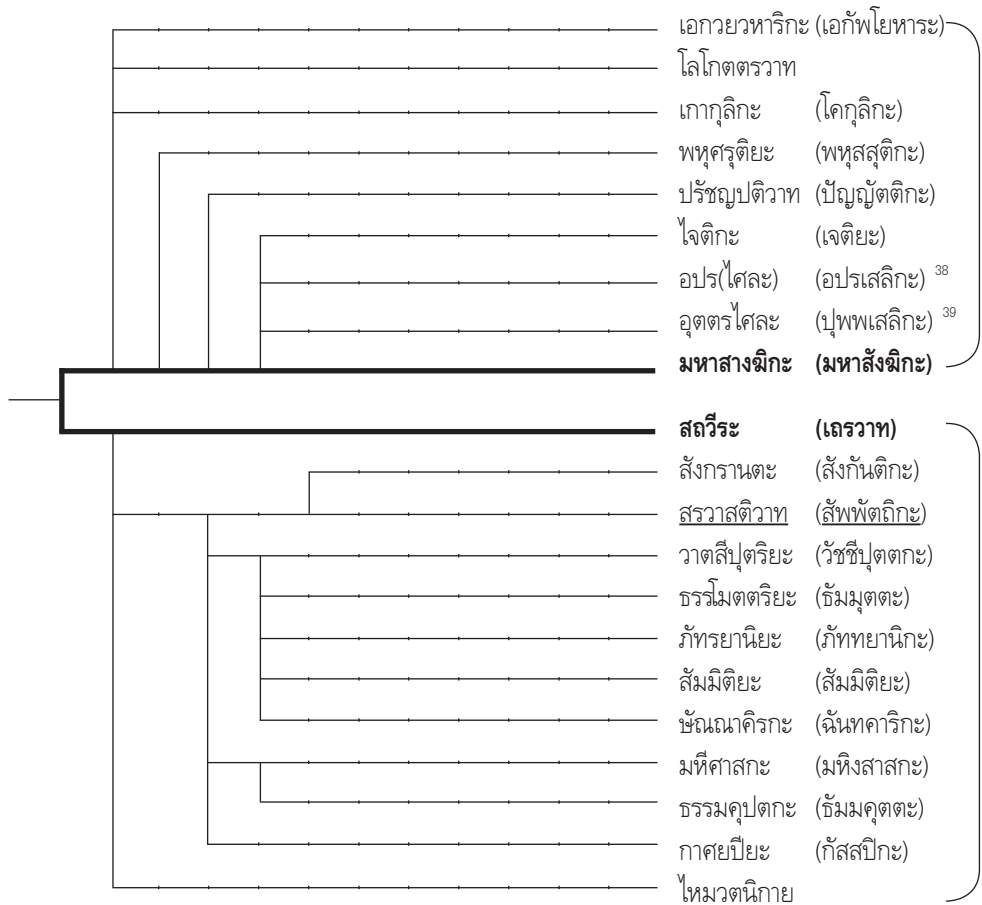 เอกวยวหาริกะ (เอกัพโยหาระ)
โลโกตตรวาท
เกากุลิกะ (โคกุลิกะ)
พหุศรุติยะ (พหุสสุติกะ)
ปรัชญปติวาท (ปัญญัตติกะ)
ไจติกะ (เจติยะ)
อปร(ไศละ) (อปรเสลิกะ) 38
อุตตรไศละ (ปุพพเสลิกะ) 39
มหาสางฆิกะ (มหาสังฆิกะ)
สถวีระ (เถรวาท)
สังกรานตะ (สังกันติกะ)
สรวาสติวาท (สัพพัตถิกะ)
วาตสีปุตริยะ (วัชชีปุตตกะ)
ธรรโมตตริยะ (ธัมมุตตะ)
ภัทรยานิยะ (ภัททยานิกะ)
สัมมิติยะ (สัมมิติยะ)
ษัณณาคิรกะ (ฉันทคาริกะ)
มหีศาสกะ (มหิงสาสกะ)
ธรรมคุปตกะ (ธัมมคุตตะ)
กาศยปียะ (กัสสปิกะ)
ไหมวตนิกาย